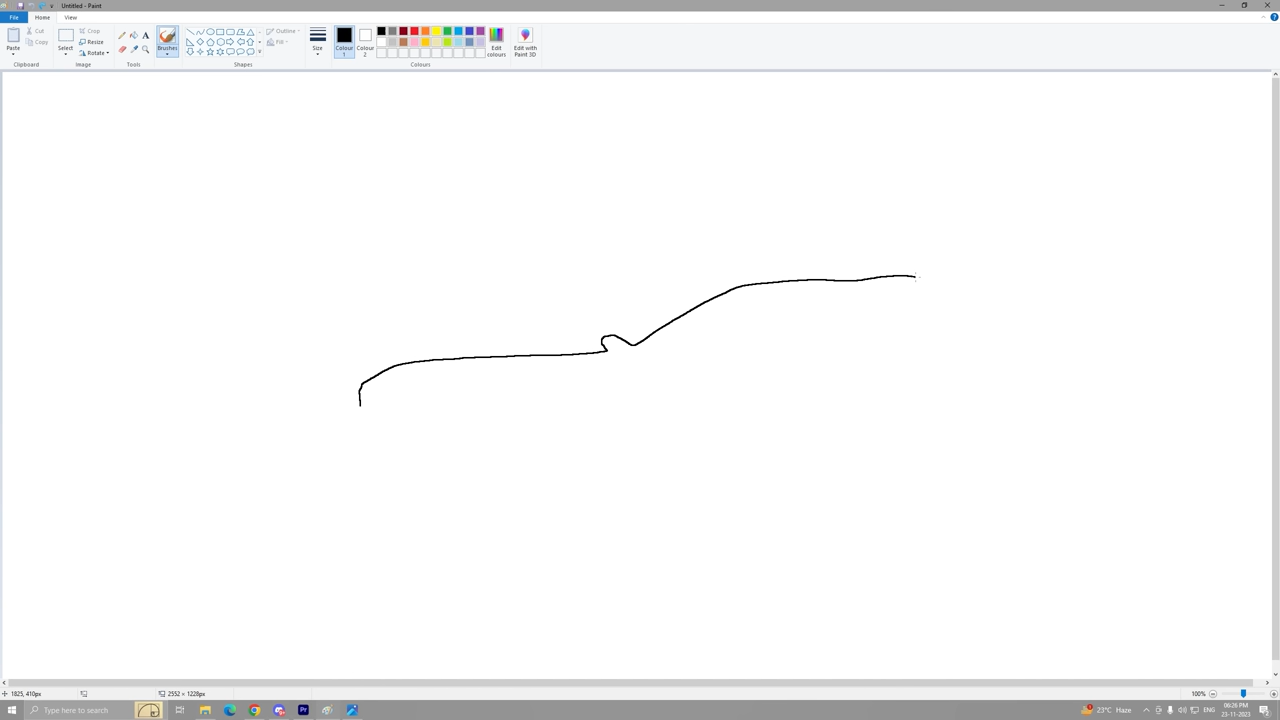 Untitled - Paint
File Home View
Paste Cut Copy Select Crop Resize Rotate Brushes Outline Fill Size Colour 1 Colour 2 Edit colours Edit with Paint 3D
Clipboard Image Tools Shapes Colours
1825, 410px 2552 × 1228px 100%
Type here to search Pr 23°C Haze ENG 06:26 PM 23-11-2023